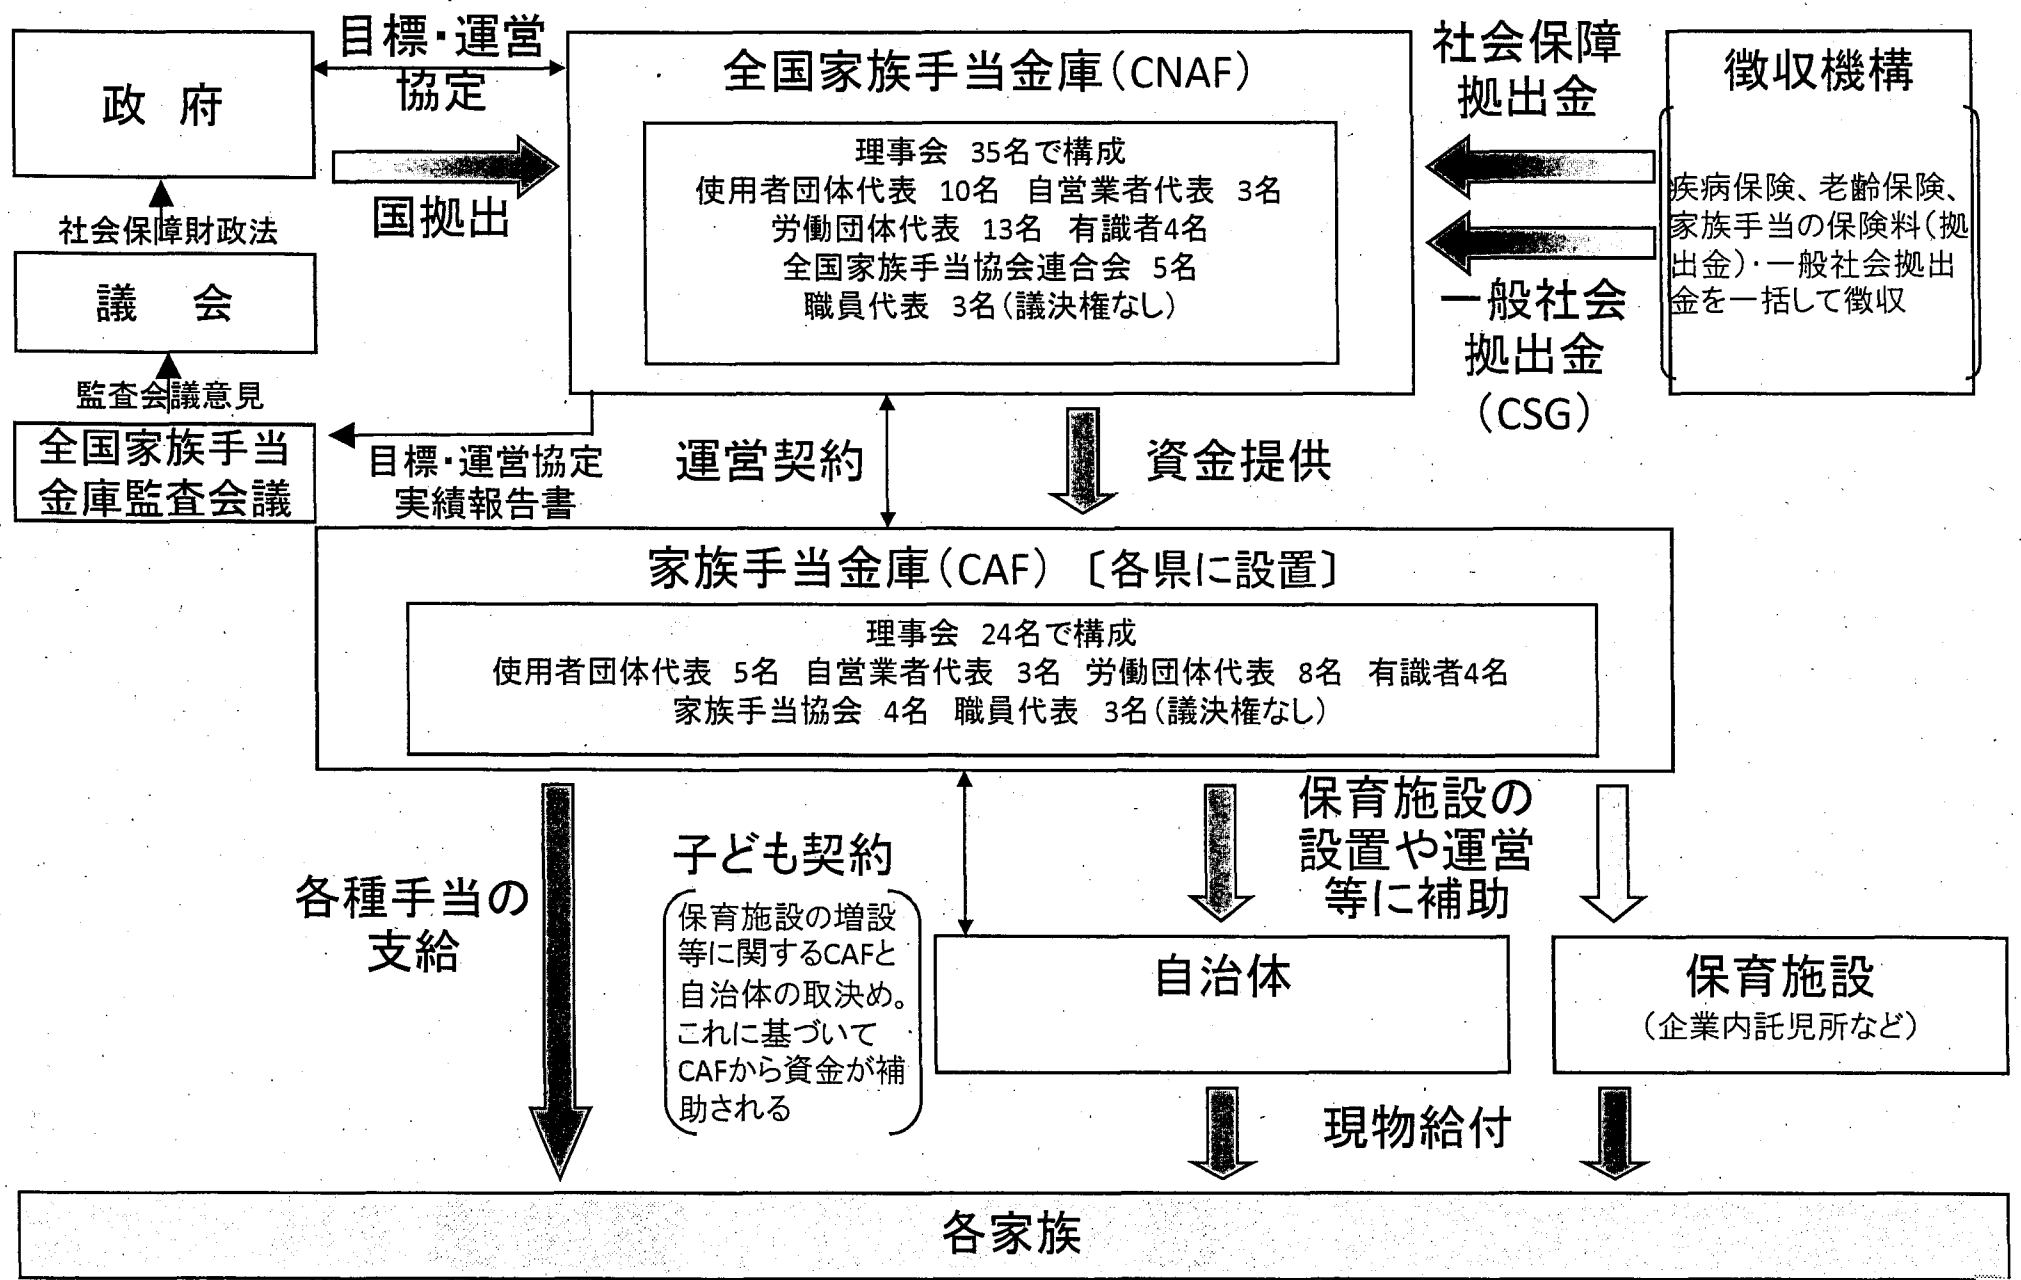 目標・運営
協定
政 府
国拠出
社会保障財政法
議 会
監査会議意見
全国家族手当
金庫監査会議
目標・運営協定
実績報告書
全国家族手当金庫(CNAF)
理事会 35名で構成
使用者団体代表 10名 自営業者代表 3名
労働団体代表 13名 有識者4名
全国家族手当協会連合会 5名
職員代表 3名(議決権なし)
社会保障
拠出金
一般社会
拠出金
(CSG)
徴収機構
疾病保険、老齢保険、
家族手当の保険料(拠
出金)・一般社会拠出
金を一括して徴収
運営契約
資金提供
家族手当金庫(CAF)〔各県に設置〕
理事会 24名で構成
使用者団体代表 5名 自営業者代表 3名 労働団体代表 8名 有識者4名
家族手当協会 4名 職員代表 3名(議決権なし)
各種手当の
支給
子ども契約
保育施設の増設
等に関するCAFと
自治体の取決め。
これに基づいて
CAFから資金が補
助される
保育施設の
設置や運営
等に補助
自治体
保育施設
(企業内託児所など)
現物給付
各家族